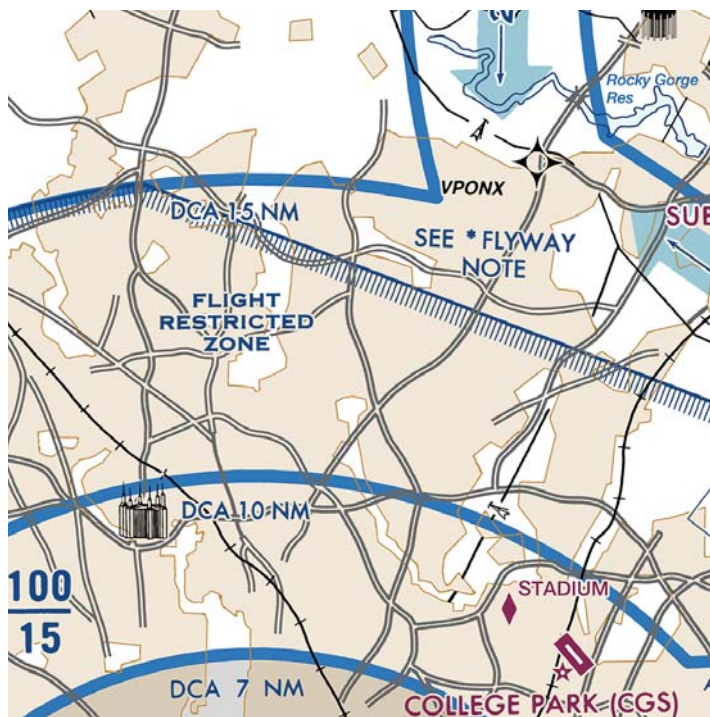 Rocky Gorge
Res
VPONX
SUB
DCA 15 NM
SEE * FLYWAY
NOTE
FLIGHT
RESTRICTED
ZONE
DCA 10 NM
100
15
STADIUM
DCA 7 NM
COLLEGE PARK (CGS)